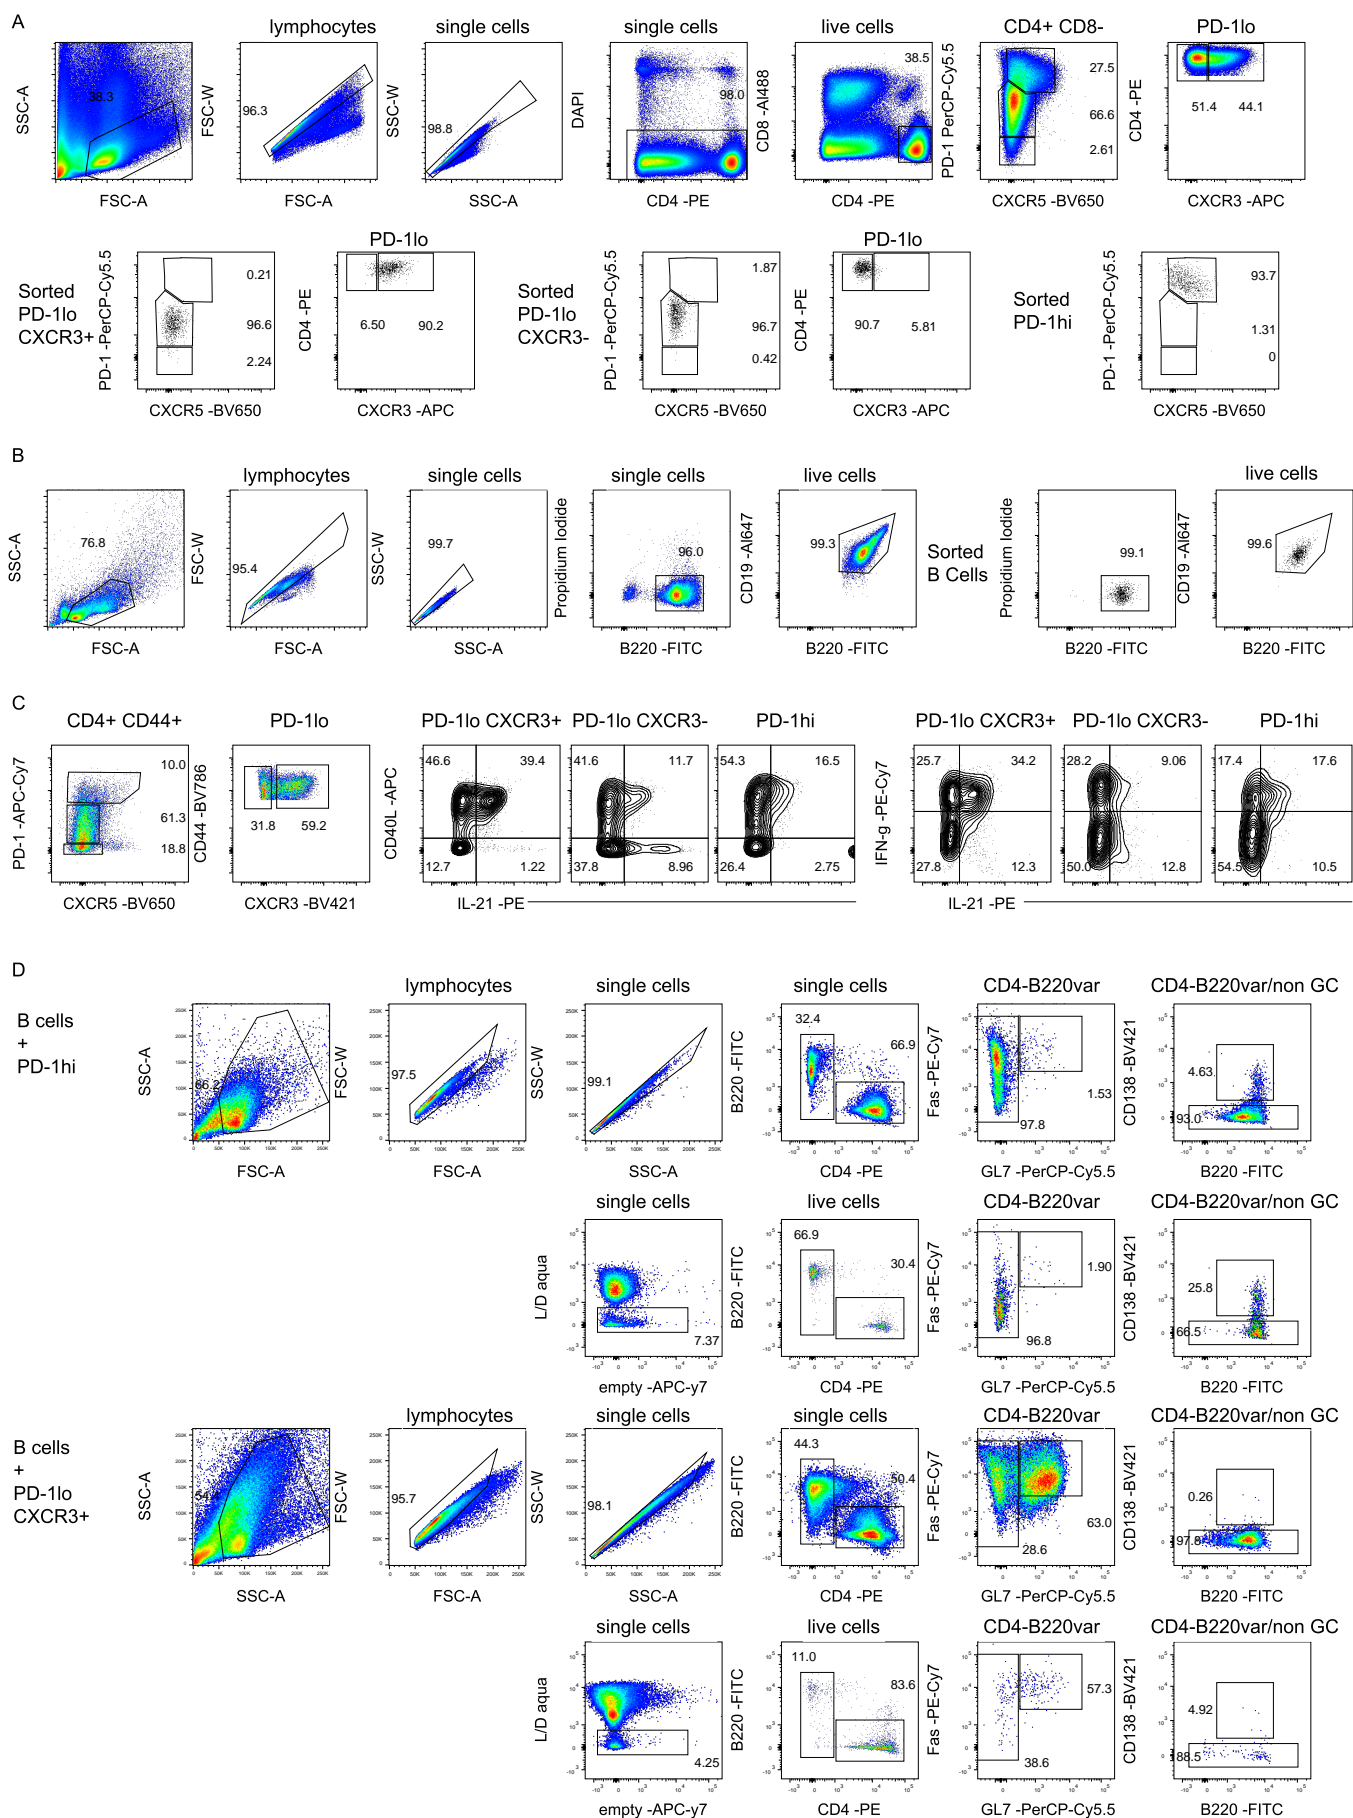 A
lymphocytes
single cells
single cells
live cells
CD4+ CD8-
PD-1lo
SSC-A
38.3
FSC-A
FSC-W
96.3
FSC-A
SSC-W
98.8
SSC-A
DAPI
98.0
CD4 -PE
CD8 -Al488
38.5
CD4 -PE
PD-1 PerCP-Cy5.5
27.5
66.6
2.61
CXCR5 -BV650
CD4 -PE
51.4
44.1
CXCR3 -APC
Sorted
PD-1lo
CXCR3+
PD-1 -PerCP-Cy5.5
0.21
96.6
2.24
CXCR5 -BV650
PD-1lo
CD4 -PE
6.50
90.2
CXCR3 -APC
Sorted
PD-1lo
CXCR3-
PD-1 -PerCP-Cy5.5
1.87
96.7
0.42
CXCR5 -BV650
PD-1lo
CD4 -PE
90.7
5.81
CXCR3 -APC
Sorted
PD-1hi
PD-1 -PerCP-Cy5.5
93.7
1.31
0
CXCR5 -BV650
B
lymphocytes
single cells
single cells
live cells
live cells
SSC-A
76.8
FSC-A
FSC-W
95.4
FSC-A
SSC-W
99.7
SSC-A
Propidium Iodide
96.0
B220 -FITC
CD19 -Al647
99.3
B220 -FITC
Sorted
B Cells
Propidium Iodide
99.1
B220 -FITC
CD19 -Al647
99.6
B220 -FITC
C
CD4+ CD44+
PD-1lo
PD-1lo CXCR3+
PD-1lo CXCR3-
PD-1hi
PD-1lo CXCR3+
PD-1lo CXCR3-
PD-1hi
PD-1 -APC-Cy7
10.0
61.3
18.8
CXCR5 -BV650
CD44 -BV786
31.8
59.2
CXCR3 -BV421
CD40L -APC
46.6
39.4
12.7
1.22
41.6
11.7
37.8
8.96
54.3
16.5
26.4
2.75
IL-21 -PE
IFN-g -PE-Cy7
25.7
34.2
27.8
12.3
28.2
9.06
50.0
12.8
17.4
17.6
54.5
10.5
IL-21 -PE
D
B cells
+
PD-1hi
lymphocytes
single cells
single cells
CD4-B220var
CD4-B220var/non GC
SSC-A
66.2
FSC-A
FSC-W
97.5
FSC-A
SSC-W
99.1
SSC-A
B220 -FITC
32.4
66.9
CD4 -PE
Fas -PE-Cy7
1.53
97.8
GL7 -PerCP-Cy5.5
CD138 -BV421
4.63
93.0
B220 -FITC
single cells
live cells
CD4-B220var
CD4-B220var/non GC
L/D aqua
7.37
empty -APC-y7
B220 -FITC
66.9
30.4
CD4 -PE
Fas -PE-Cy7
1.90
96.8
GL7 -PerCP-Cy5.5
CD138 -BV421
25.8
66.5
B220 -FITC
B cells
+
PD-1lo
CXCR3+
lymphocytes
single cells
single cells
CD4-B220var
CD4-B220var/non GC
SSC-A
SSC-A
FSC-W
95.7
FSC-A
SSC-W
98.1
SSC-A
B220 -FITC
44.3
50.4
CD4 -PE
Fas -PE-Cy7
63.0
28.6
GL7 -PerCP-Cy5.5
CD138 -BV421
0.26
97.8
B220 -FITC
single cells
live cells
CD4-B220var
CD4-B220var/non GC
L/D aqua
4.25
empty -APC-y7
B220 -FITC
11.0
83.6
CD4 -PE
Fas -PE-Cy7
57.3
38.6
GL7 -PerCP-Cy5.5
CD138 -BV421
4.92
88.5
B220 -FITC